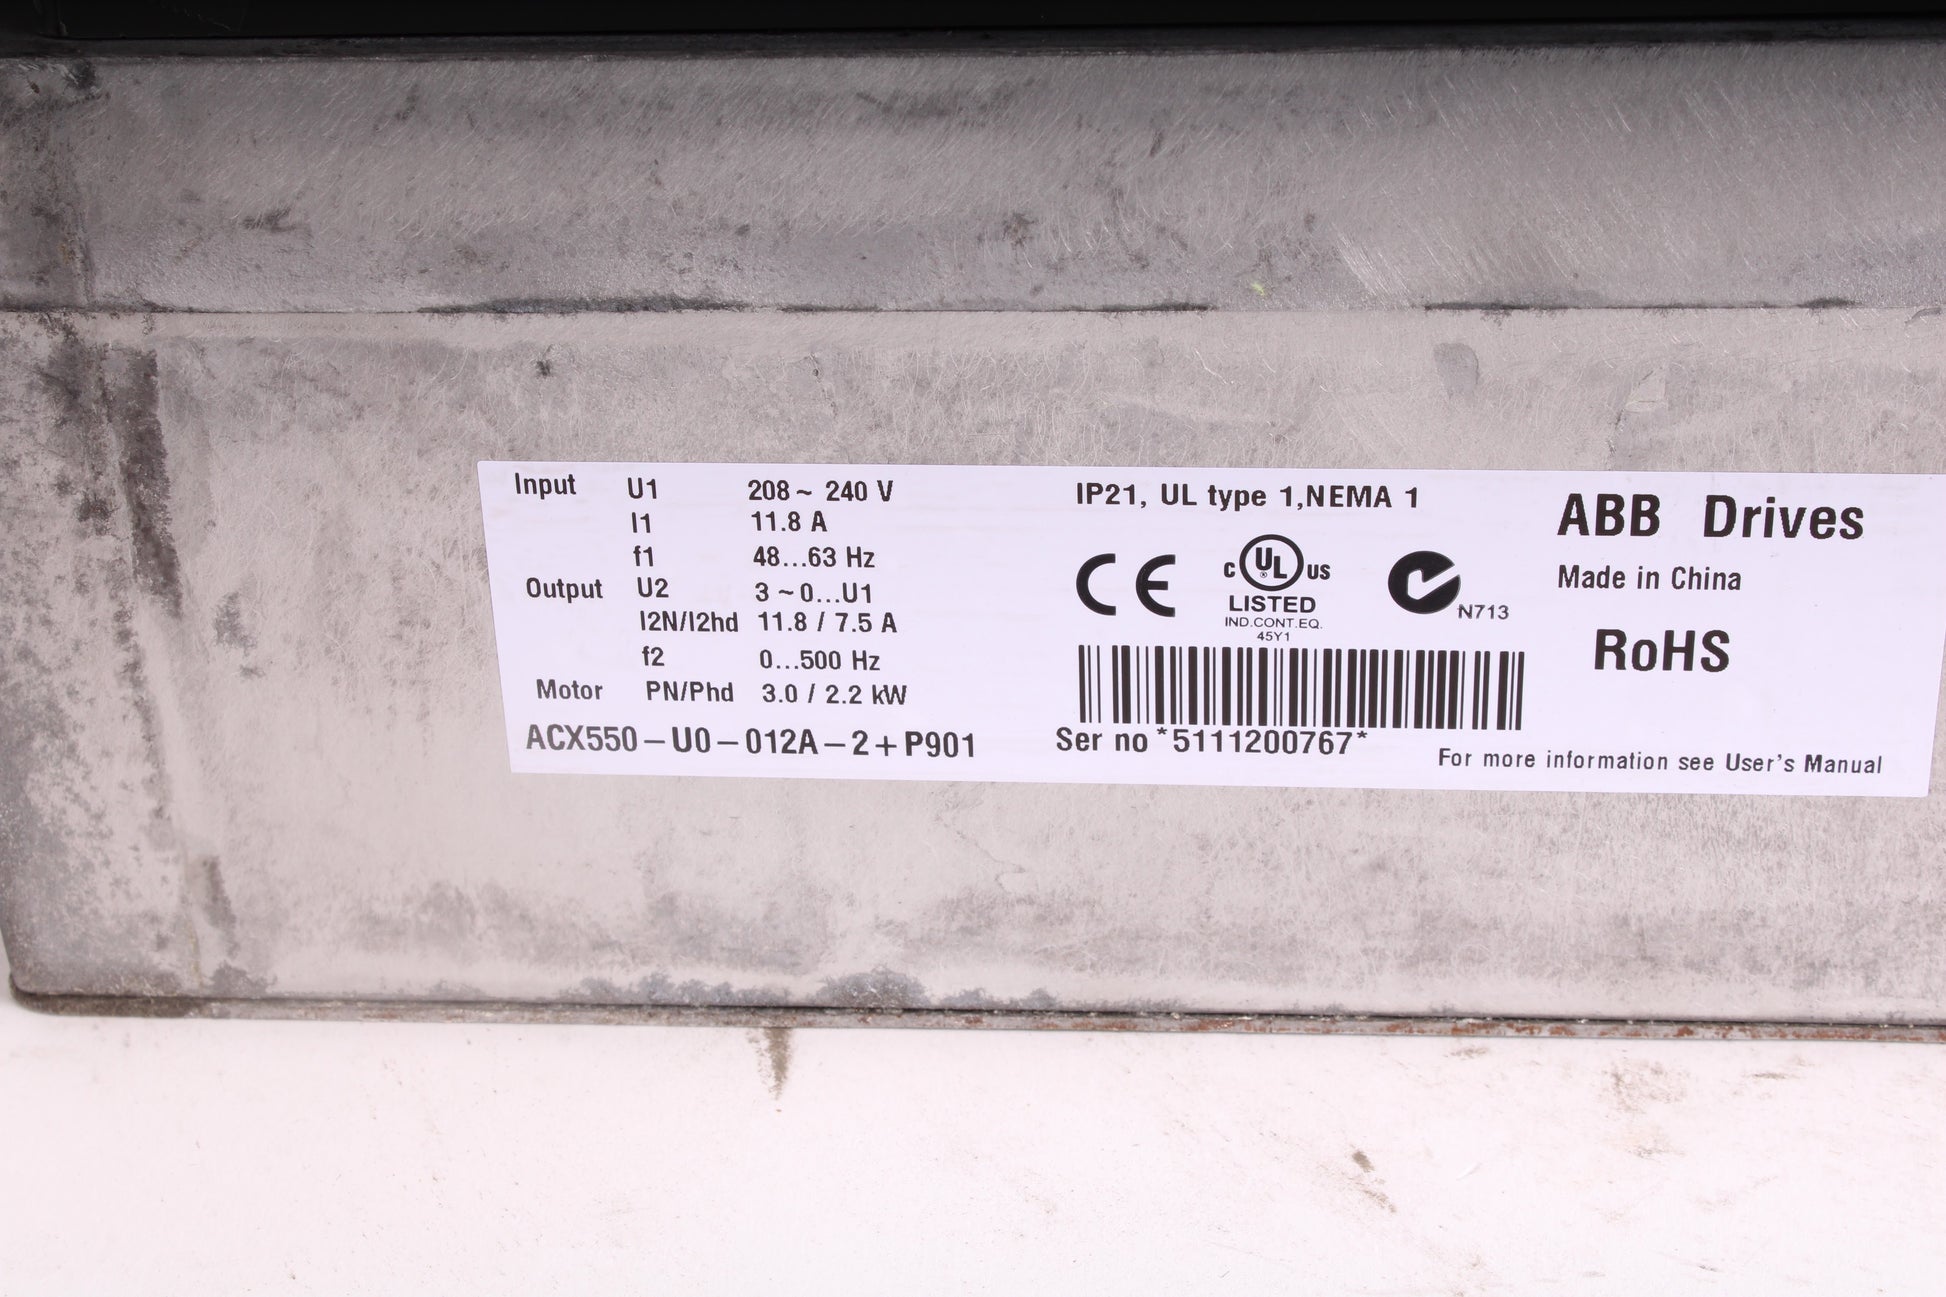 Input U1 208~ 240 V
I1 11.8 A
f1 48...63 Hz
Output U2 3~0...U1
I2N/I2hd 11.8 / 7.5 A
f2 0...500 Hz
Motor PN/Phd 3.0 / 2.2 kW
ACX550-U0-012A-2+P901
IP21, UL type 1,NEMA 1
CE
C UL US
LISTED
IND.CONT.EQ.
45Y1
N713
Ser no *5111200767*
ABB Drives
Made in China
RoHS
For more information see User's Manual